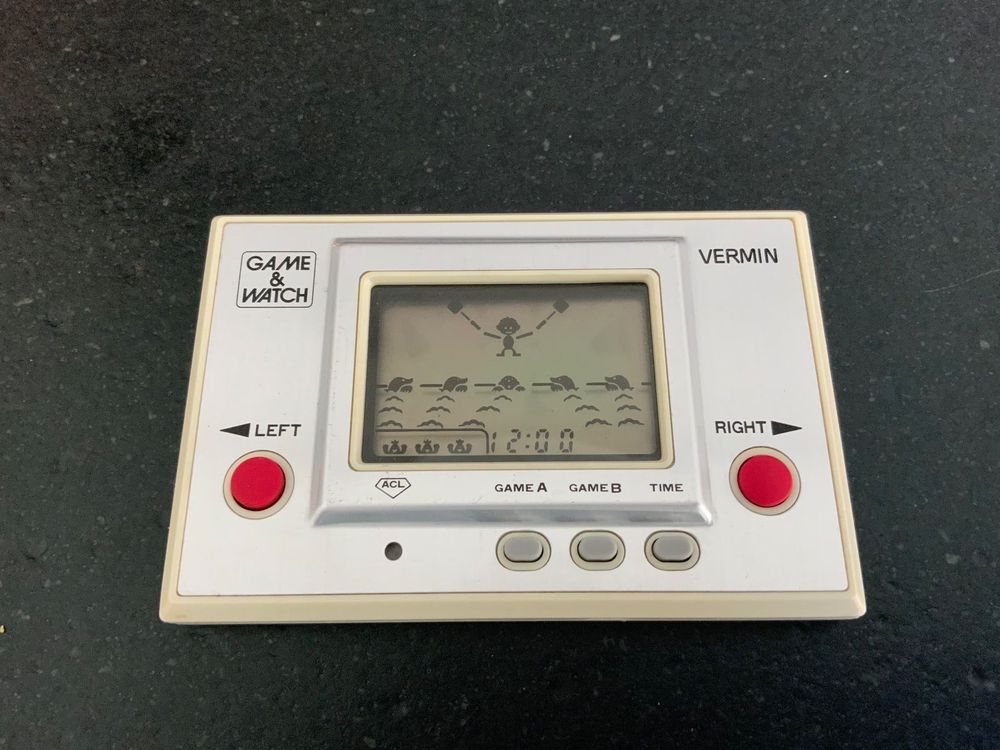 GAME
&
WATCH
VERMIN
◀ LEFT
RIGHT ▶
12:00
ACL
GAME A GAME B TIME